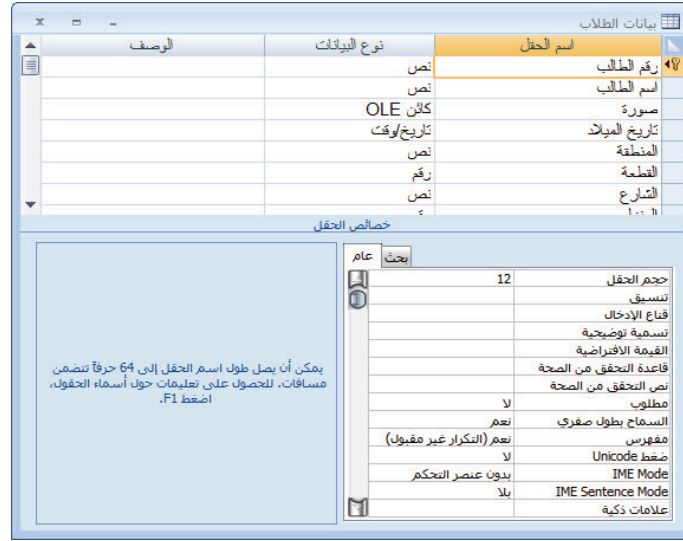 بيانات الطلاب
اسم الحقل نوع البيانات الوصف
رقم الطالب نص
اسم الطالب نص
صورة كائن OLE
تاريخ الميلاد تاريخ/وقت
المنطقة نص
القطعة رقم
الشارع نص
خصائص الحقل
عام بحث
حجم الحقل 12
تنسيق
قناع الإدخال
تسمية توضيحية
القيمة الافتراضية
قاعدة التحقق من الصحة
نص التحقق من الصحة
مطلوب لا
السماح بطول صفري نعم
مفهرس نعم (التكرار غير مقبول)
ضغط Unicode لا
IME Mode بدون عنصر التحكم
IME Sentence Mode بلا
علامات ذكية
يمكن أن يصل طول اسم الحقل إلى 64 حرفاً تتضمن
مسافات. للحصول على تعليمات حول أسماء الحقول،
اضغط F1.